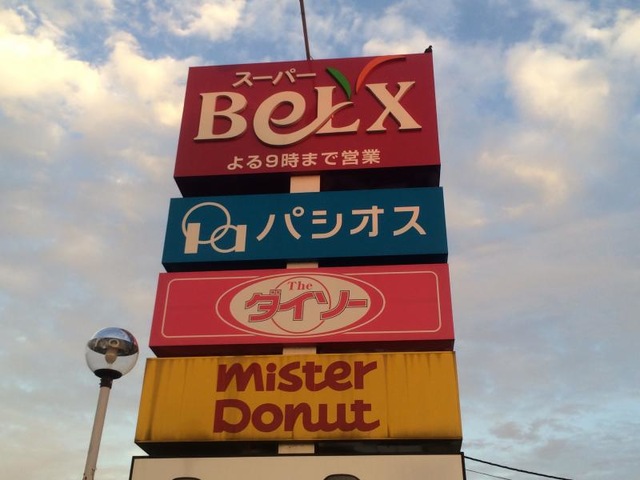 スーパー
BeLX
よる9時まで営業
Pa パシオス
The
ダイソー
mister
Donut